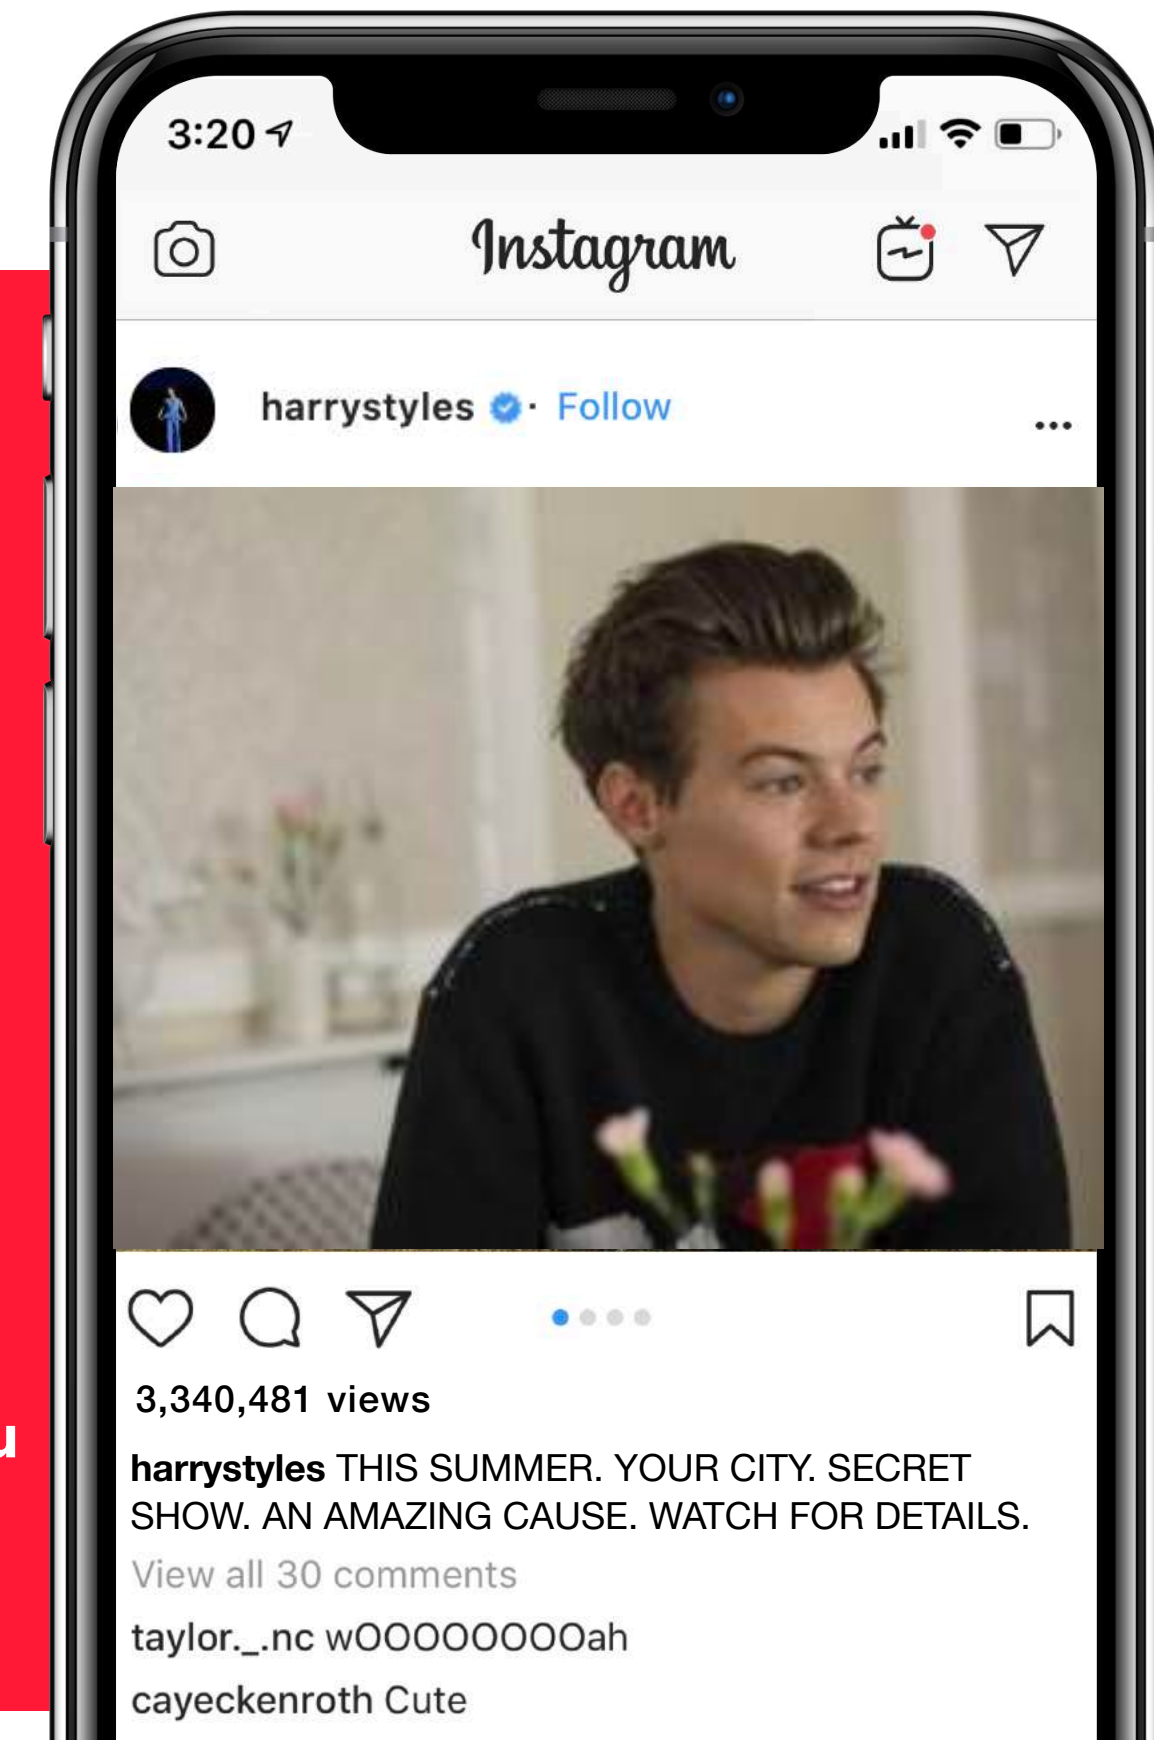 3:20
Instagram
harrystyles · Follow
u
3,340,481 views
harrystyles THIS SUMMER. YOUR CITY. SECRET
SHOW. AN AMAZING CAUSE. WATCH FOR DETAILS.
View all 30 comments
taylor._.nc wOOOOOOOOah
cayeckenroth Cute